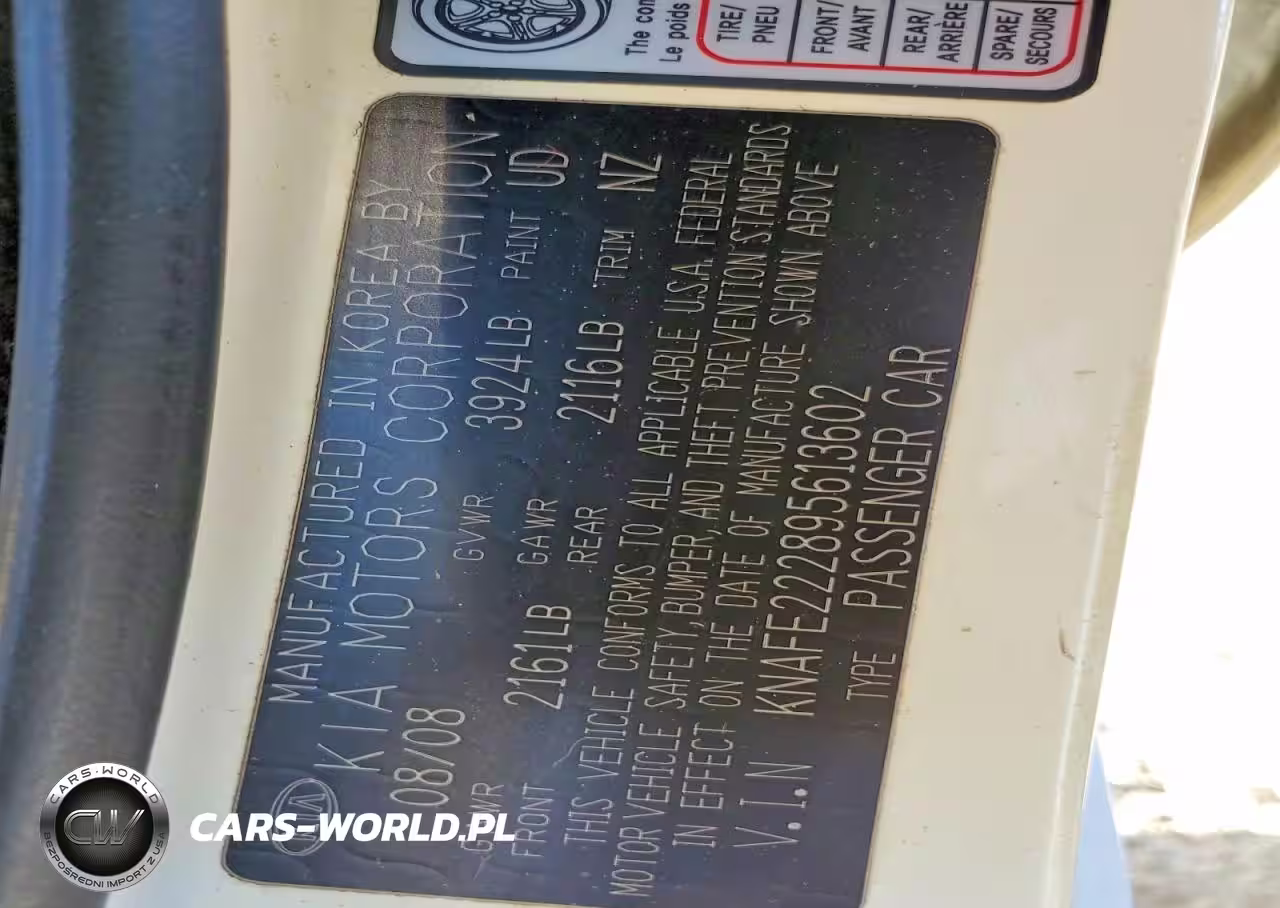 The con
Le poids
TIRE/
PNEU
FRONT/
AVANT
REAR/
ARRIÈRE
SPARE/
SECOURS
MANUFACTURED IN KOREA BY
KIA MOTORS CORPORATION
08/08 GVWR 3924LB PAINT UD
GAWR 2161LB GAWR 2116LB TRIM NZ
FRONT REAR
THIS VEHICLE CONFORMS TO ALL APPLICABLE U.S.A. FEDERAL
MOTOR VEHICLE SAFETY, BUMPER, AND THEFT PREVENTION STANDARDS
IN EFFECT ON THE DATE OF MANUFACTURE SHOWN ABOVE
V.I.N KNAFE222895613602
TYPE PASSENGER CAR
KIA
CARS-WORLD
CW
BEZPOŚREDNI IMPORT Z USA
CARS-WORLD.PL